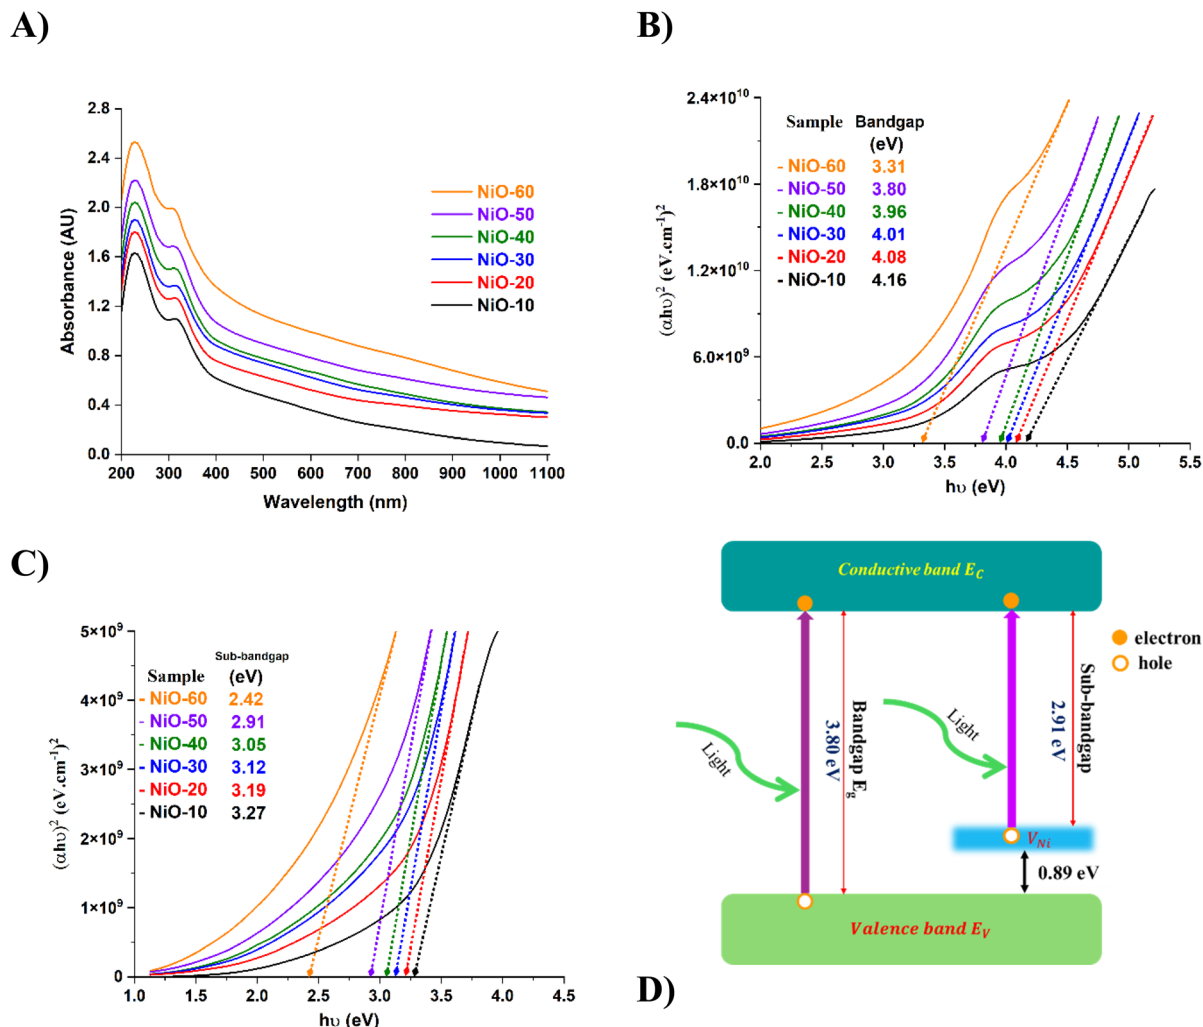 A)
2.8
2.4
2.0
1.6
1.2
0.8
0.4
0.0
200 300 400 500 600 700 800 900 1000 1100
Absorbance (AU)
Wavelength (nm)
NiO-60
NiO-50
NiO-40
NiO-30
NiO-20
NiO-10
B)
2.4×10¹⁰
1.8×10¹⁰
1.2×10¹⁰
6.0×10⁹
0.0
2.0 2.5 3.0 3.5 4.0 4.5 5.0 5.5
(αhυ)² (eV.cm⁻¹)²
hυ (eV)
Sample Bandgap
(eV)
NiO-60 3.31
NiO-50 3.80
NiO-40 3.96
NiO-30 4.01
NiO-20 4.08
NiO-10 4.16
C)
5×10⁹
4×10⁹
3×10⁹
2×10⁹
1×10⁹
0
1.0 1.5 2.0 2.5 3.0 3.5 4.0 4.5
(αhυ)² (eV.cm⁻¹)²
hυ (eV)
Sub-bandgap
Sample (eV)
NiO-60 2.42
NiO-50 2.91
NiO-40 3.05
NiO-30 3.12
NiO-20 3.19
NiO-10 3.27
Conductive band E_C
electron
hole
Light
Bandgap E_g
3.80 eV
Light
Sub-bandgap
2.91 eV
V_Ni
0.89 eV
Valence band E_V
D)